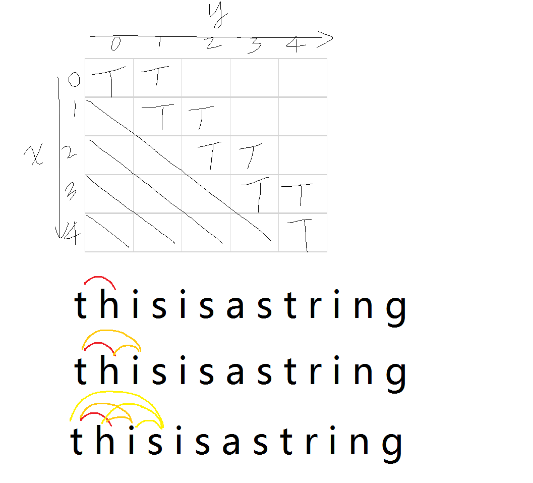 y
0 1 2 3 4
0 T T
1 T T
x
2 T T
3 T T
4 T
thisisastring
thisisastring
thisisastring